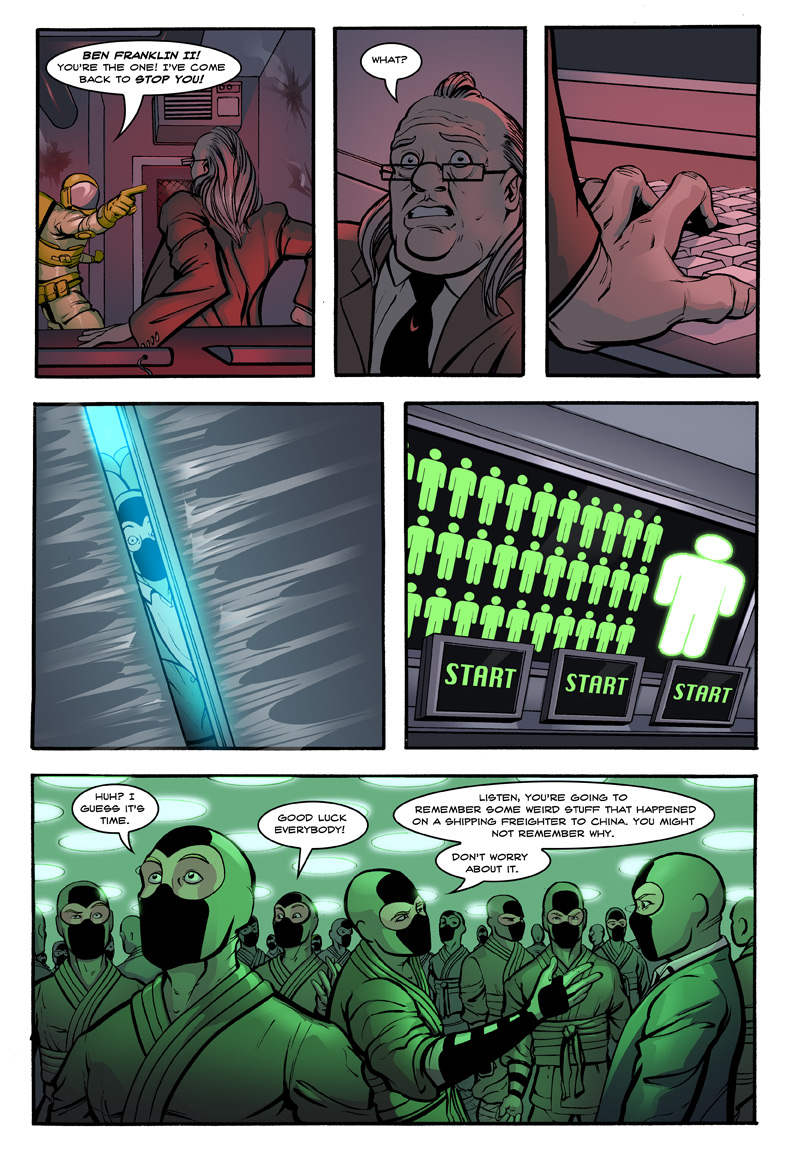 BEN FRANKLIN II!
YOU'RE THE ONE! I'VE COME
BACK TO STOP YOU!
WHAT?
START
START
START
HUH? I
GUESS IT'S
TIME.
GOOD LUCK
EVERYBODY!
LISTEN, YOU'RE GOING TO
REMEMBER SOME WEIRD STUFF THAT HAPPENED
ON A SHIPPING FREIGHTER TO CHINA. YOU MIGHT
NOT REMEMBER WHY.
DON'T WORRY
ABOUT IT.